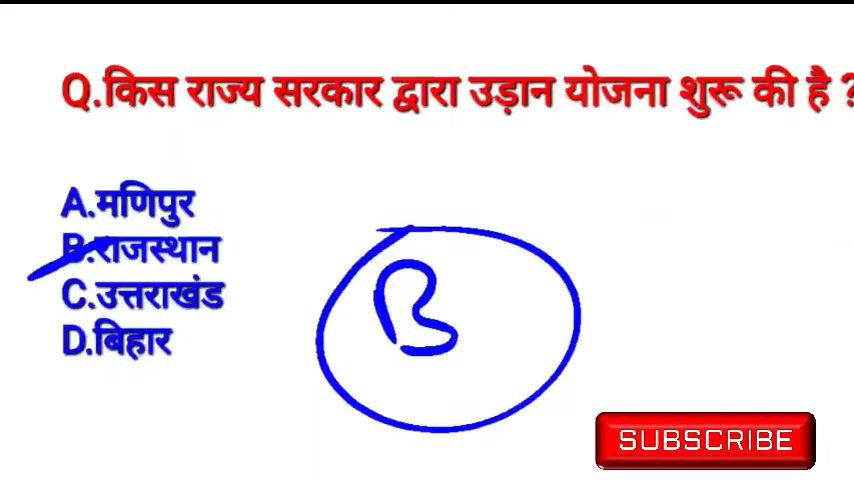 Q.किस राज्य सरकार द्वारा उड़ान योजना शुरू की है ?
A.मणिपुर
B.राजस्थान
C.उत्तराखंड
D.बिहार
B
SUBSCRIBE